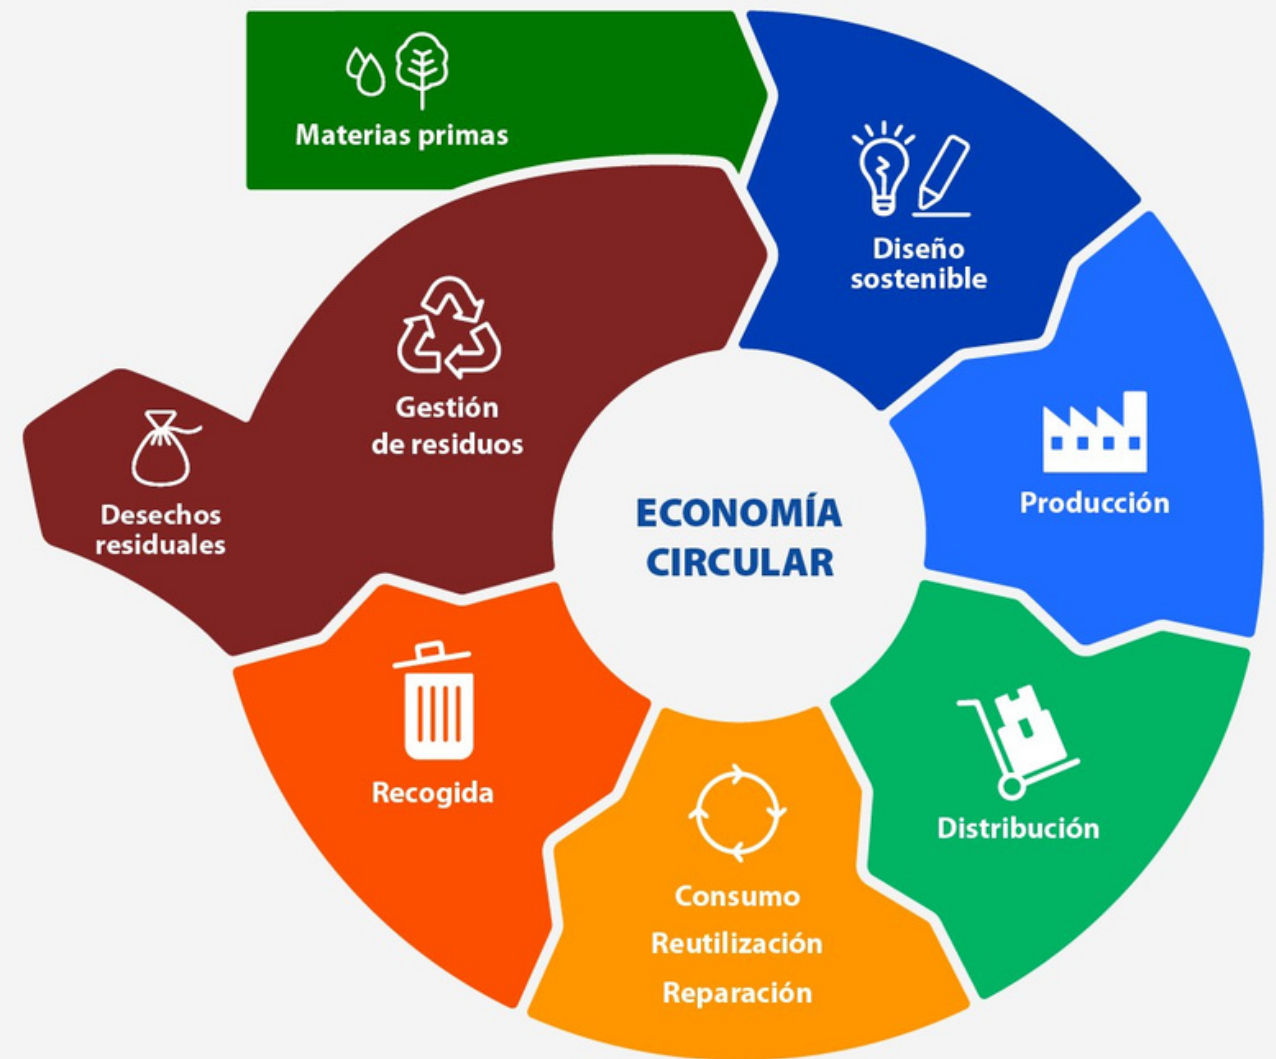 Materias primas
Diseño
sostenible
Producción
Distribución
Consumo
Reutilización
Reparación
Recogida
Gestión
de residuos
Desechos
residuales
ECONOMÍA
CIRCULAR